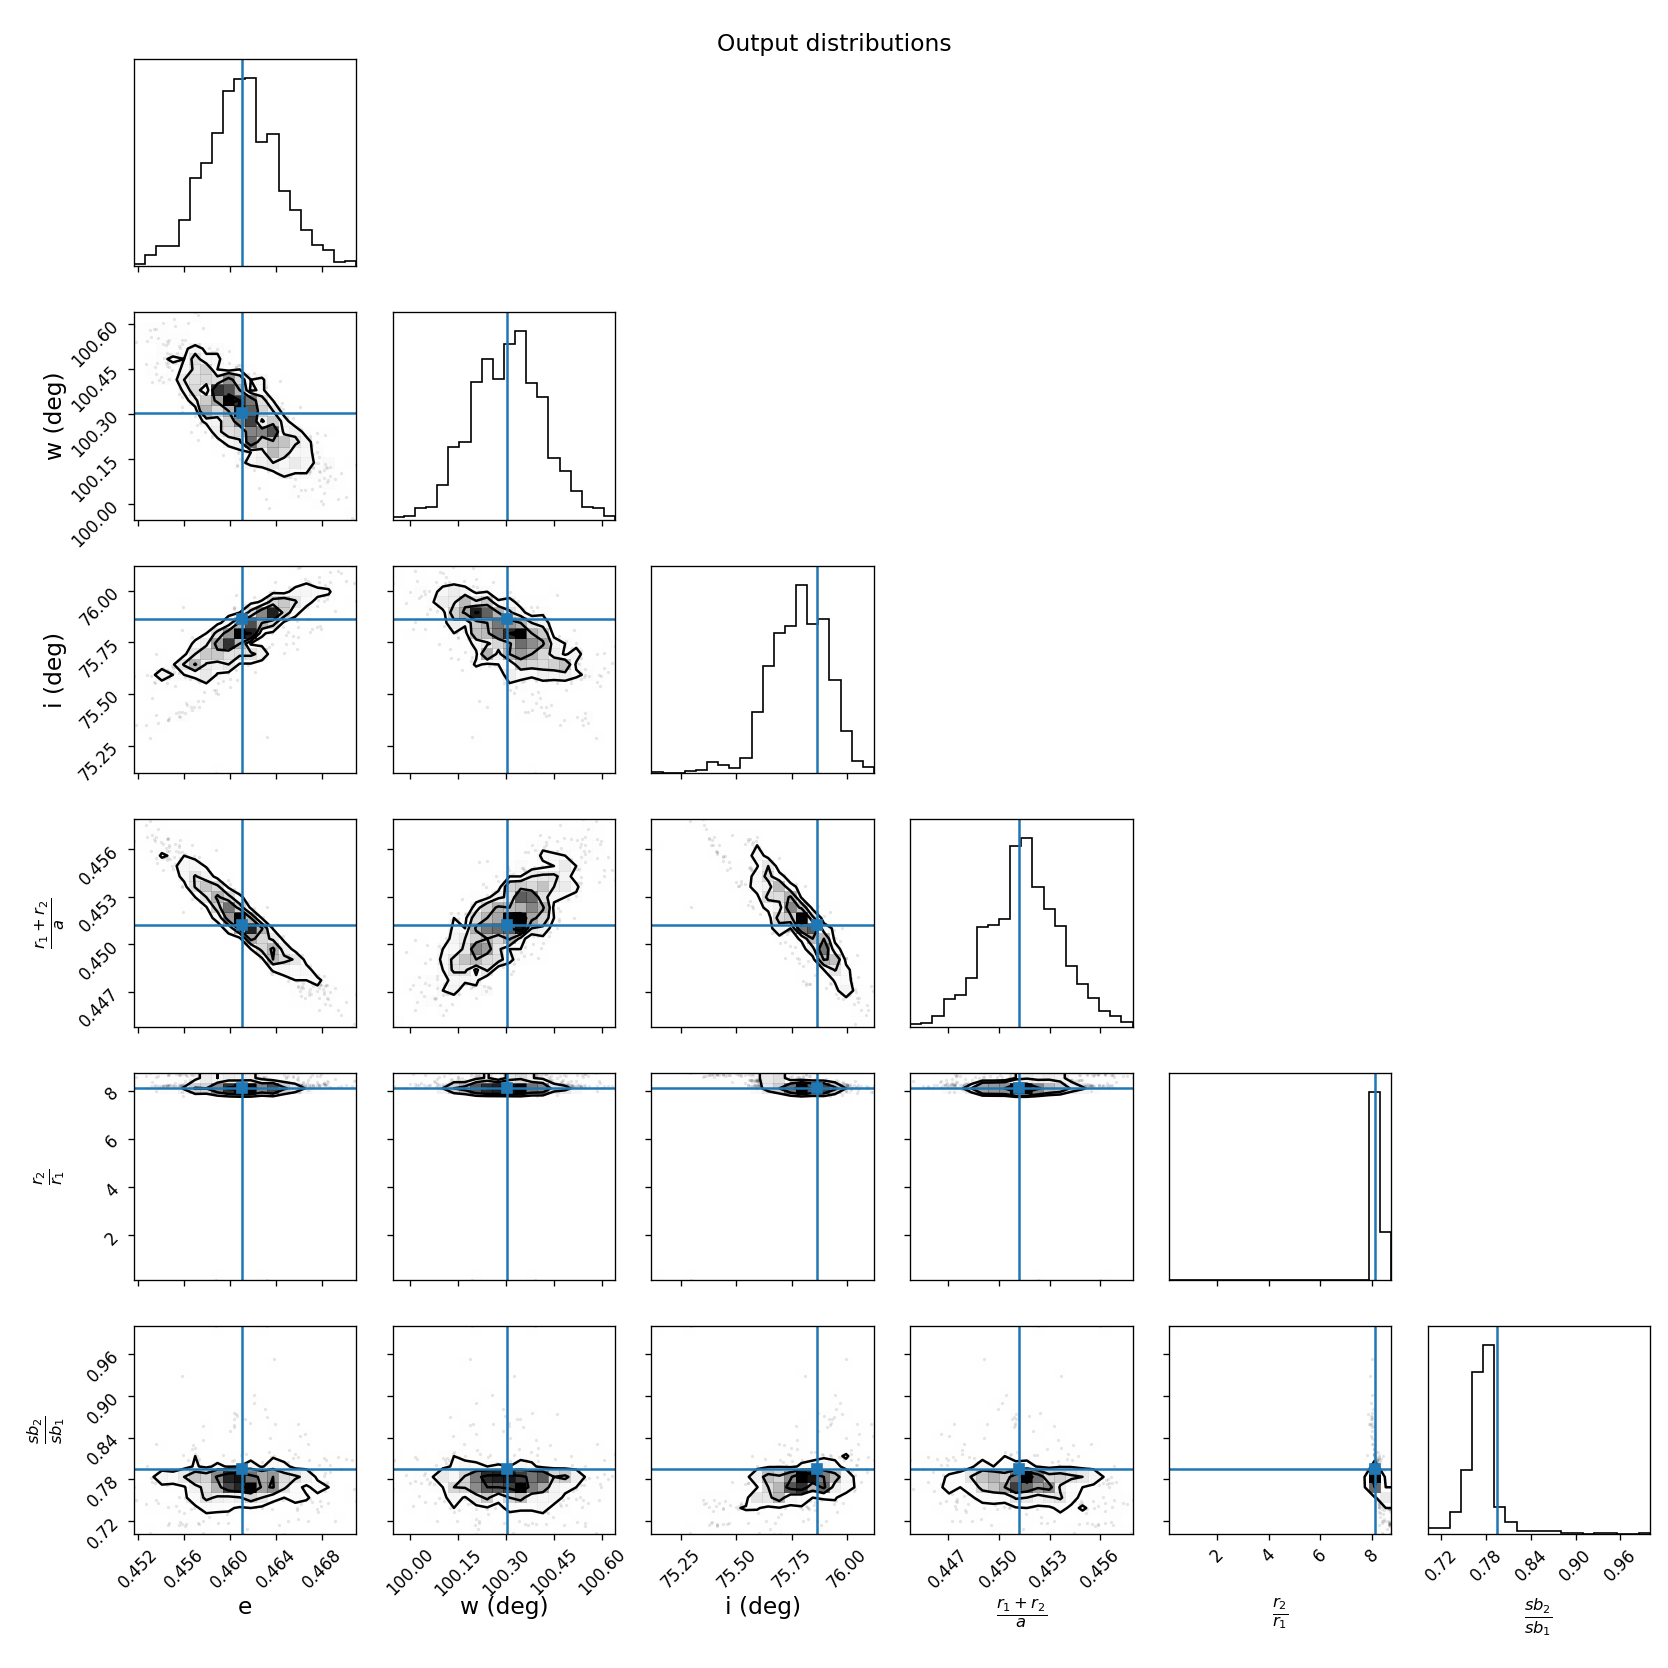 Output distributions
w (deg)
100.60
100.45
100.30
100.15
100.00
i (deg)
76.00
75.75
75.50
75.25
r1 + r2
a
0.456
0.453
0.450
0.447
r2
r1
8
6
4
2
sb2
sb1
0.96
0.90
0.84
0.78
0.72
0.452 0.456 0.460 0.464 0.468
100.00 100.15 100.30 100.45 100.60
75.25 75.50 75.75 76.00
0.447 0.450 0.453 0.456
2 4 6 8
0.72 0.78 0.84 0.90 0.96
e
w (deg)
i (deg)
r1 + r2
a
r2
r1
sb2
sb1